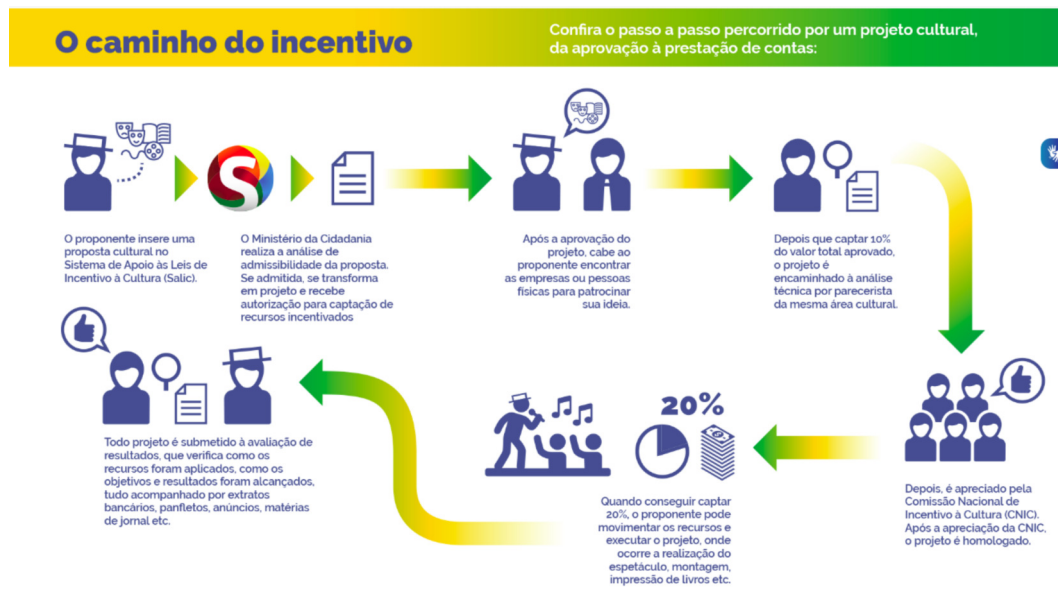 O caminho do incentivo
Confira o passo a passo percorrido por um projeto cultural,
da aprovação à prestação de contas:
S
O proponente insere uma
proposta cultural no
Sistema de Apoio às Leis de
Incentivo à Cultura (Salic).
O Ministério da Cidadania
realiza a análise de
admissibilidade da proposta.
Se admitida, se transforma
em projeto e recebe
autorização para captação de
recursos incentivados
Após a aprovação do
projeto, cabe ao
proponente encontrar
as empresas ou pessoas
físicas para patrocinar
sua ideia.
Depois que captar 10%
do valor total aprovado,
o projeto é
encaminhado à análise
técnica por parecerista
da mesma área cultural.
Depois, é apreciado pela
Comissão Nacional de
Incentivo à Cultura (CNIC).
Após a apreciação da CNIC,
o projeto é homologado.
20%
Quando conseguir captar
20%, o proponente pode
movimentar os recursos e
executar o projeto, onde
ocorre a realização do
espetáculo, montagem,
impressão de livros etc.
Todo projeto é submetido à avaliação de
resultados, que verifica como os
recursos foram aplicados, como os
objetivos e resultados foram alcançados,
tudo acompanhado por extratos
bancários, panfletos, anúncios, matérias
de jornal etc.